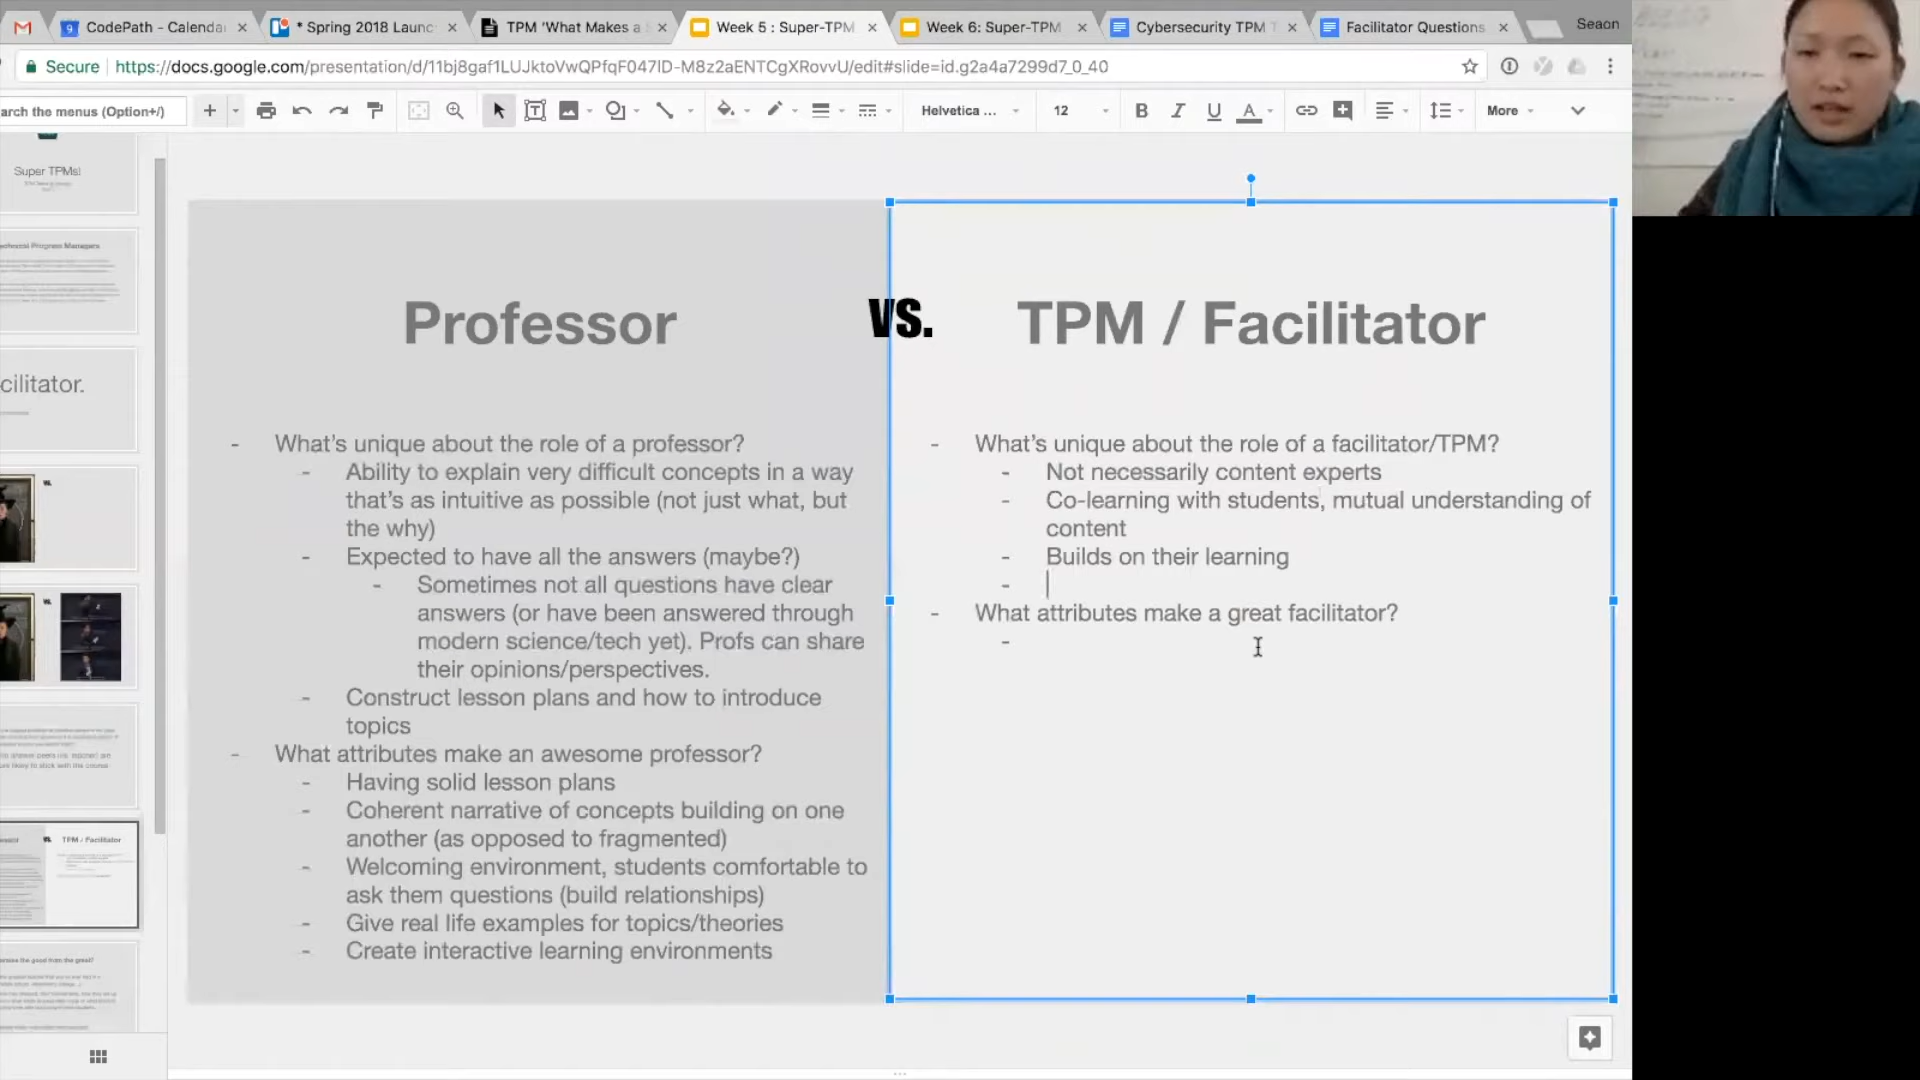 CodePath - Calenda
* Spring 2018 Launc
TPM 'What Makes a
Week 5 : Super-TPM
Week 6: Super-TPM
Cybersecurity TPM T
Facilitator Questions
Seaon
Secure
https://docs.google.com/presentation/d/11bj8gaf1LUJktoVwQPfqF047lD-M8z2aENTCgXRovvU/edit#slide=id.g2a4a7299d7_0_40
arch the menus (Option+/)
Helvetica ...
12
B
I
U
A
More
Super TPMs!
cilitator.
Professor
vs.
TPM / Facilitator
- What's unique about the role of a professor?
- Ability to explain very difficult concepts in a way
that's as intuitive as possible (not just what, but
the why)
- Expected to have all the answers (maybe?)
- Sometimes not all questions have clear
answers (or have been answered through
modern science/tech yet). Profs can share
their opinions/perspectives.
- Construct lesson plans and how to introduce
topics
- What attributes make an awesome professor?
- Having solid lesson plans
- Coherent narrative of concepts building on one
another (as opposed to fragmented)
- Welcoming environment, students comfortable to
ask them questions (build relationships)
- Give real life examples for topics/theories
- Create interactive learning environments
- What's unique about the role of a facilitator/TPM?
- Not necessarily content experts
- Co-learning with students, mutual understanding of
content
- Builds on their learning
-
- What attributes make a great facilitator?
-